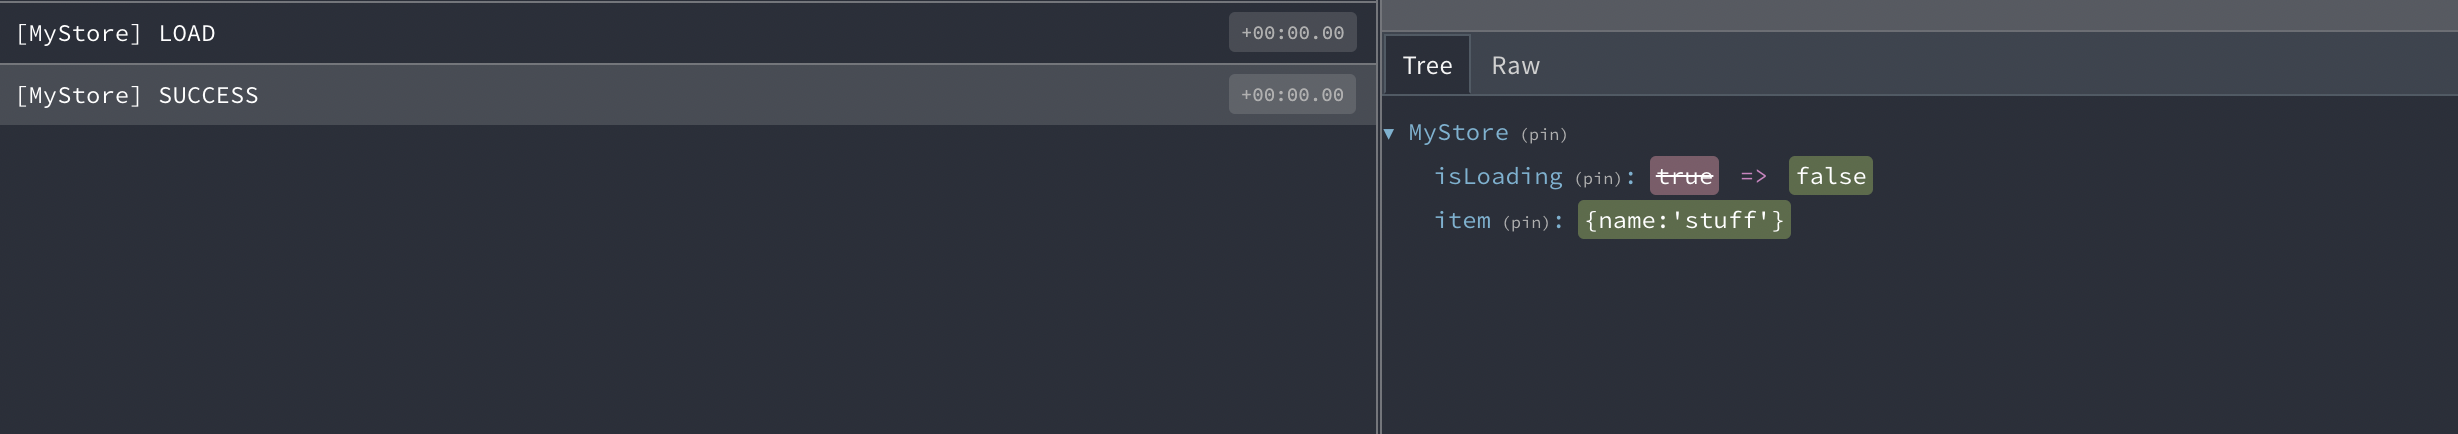 [MyStore] LOAD +00:00.00
[MyStore] SUCCESS +00:00.00
Tree Raw
▼ MyStore (pin)
isLoading (pin): true => false
item (pin): {name:'stuff'}